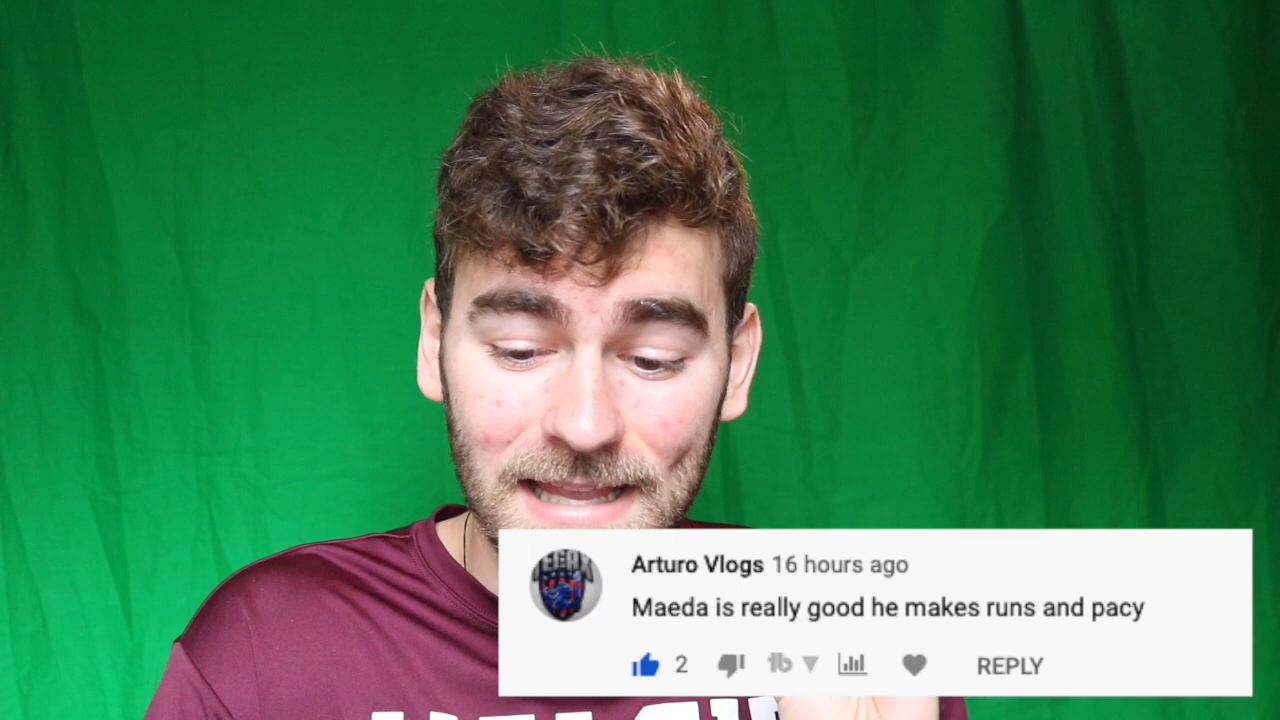 Arturo Vlogs 16 hours ago
Maeda is really good he makes runs and pacy
2
REPLY